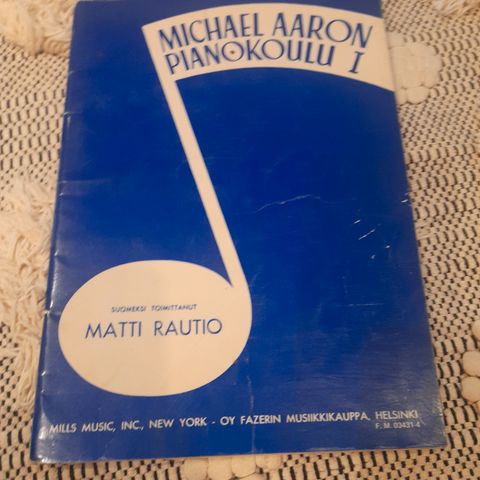 MICHAEL AARON
PIANOKOULU I
SUOMEKSI TOIMITTANUT
MATTI RAUTIO
MILLS MUSIC, INC., NEW YORK - OY FAZERIN MUSIIKKIKAUPPA, HELSINKI
F. M. 03431-4